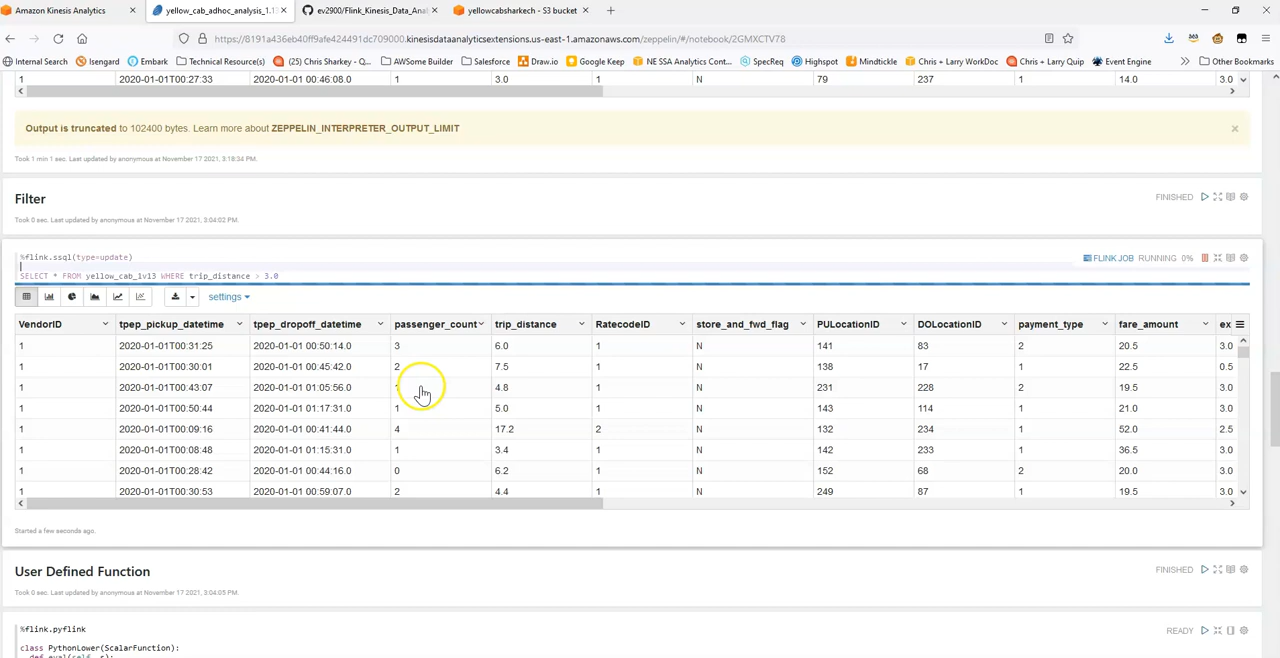 Amazon Kinesis Analytics
yellow_cab_adhoc_analysis_1.1
ev2900/Flink_Kinesis_Data_Ana
yellowcabsharkech - S3 bucket
https://8191a436eb40ff9afe424491dc709000.kinesisdataanalyticsextensions.us-east-1.amazonaws.com/zeppelin/#/notebook/2GMXCTV78
Internal Search Isengard (25) Chris Sharkey - Q... Embark Technical Resource(s) AWSome Builder Salesforce Draw.io Google Keep NE SSA Analytics Cont... SpecReq Highspot Mindtickle Chris + Larry WorkDoc Chris + Larry Quip Event Engine Other Bookmarks
1 2020-01-01T00:27:33 2020-01-01 00:46:08.0 1 3.0 1 N 79 237 1 14.0 3.0
Output is truncated to 102400 bytes. Learn more about ZEPPELIN_INTERPRETER_OUTPUT_LIMIT
Took 1 min 1 sec. Last updated by anonymous at November 17 2021, 3:18:34 PM.
Filter FINISHED
Took 0 sec. Last updated by anonymous at November 17 2021, 3:04:02 PM.
%flink.ssql(type=update) FLINK JOB RUNNING 0%
SELECT * FROM yellow_cab_1v13 WHERE trip_distance > 3.0
settings
VendorID tpep_pickup_datetime tpep_dropoff_datetime passenger_count trip_distance RatecodeID store_and_fwd_flag PULocationID DOLocationID payment_type fare_amount ex
1 2020-01-01T00:31:25 2020-01-01 00:50:14.0 3 6.0 1 N 141 83 2 20.5 3.0
1 2020-01-01T00:30:01 2020-01-01 00:45:42.0 2 7.5 1 N 138 17 1 22.5 0.5
1 2020-01-01T00:43:07 2020-01-01 01:05:56.0 1 4.8 1 N 231 228 2 19.5 3.0
1 2020-01-01T00:50:44 2020-01-01 01:17:31.0 1 5.0 1 N 143 114 1 21.0 3.0
1 2020-01-01T00:09:16 2020-01-01 00:41:44.0 4 17.2 2 N 132 234 1 52.0 2.5
1 2020-01-01T00:08:48 2020-01-01 01:15:31.0 1 3.4 1 N 142 233 1 36.5 3.0
1 2020-01-01T00:28:42 2020-01-01 00:44:16.0 0 6.2 1 N 152 68 2 20.0 3.0
1 2020-01-01T00:30:53 2020-01-01 00:59:07.0 2 4.4 1 N 249 87 1 19.5 3.0
Started a few seconds ago.
User Defined Function FINISHED
Took 0 sec. Last updated by anonymous at November 17 2021, 3:04:05 PM.
%flink.pyflink READY
class PythonLower(ScalarFunction):
def eval(self, s):